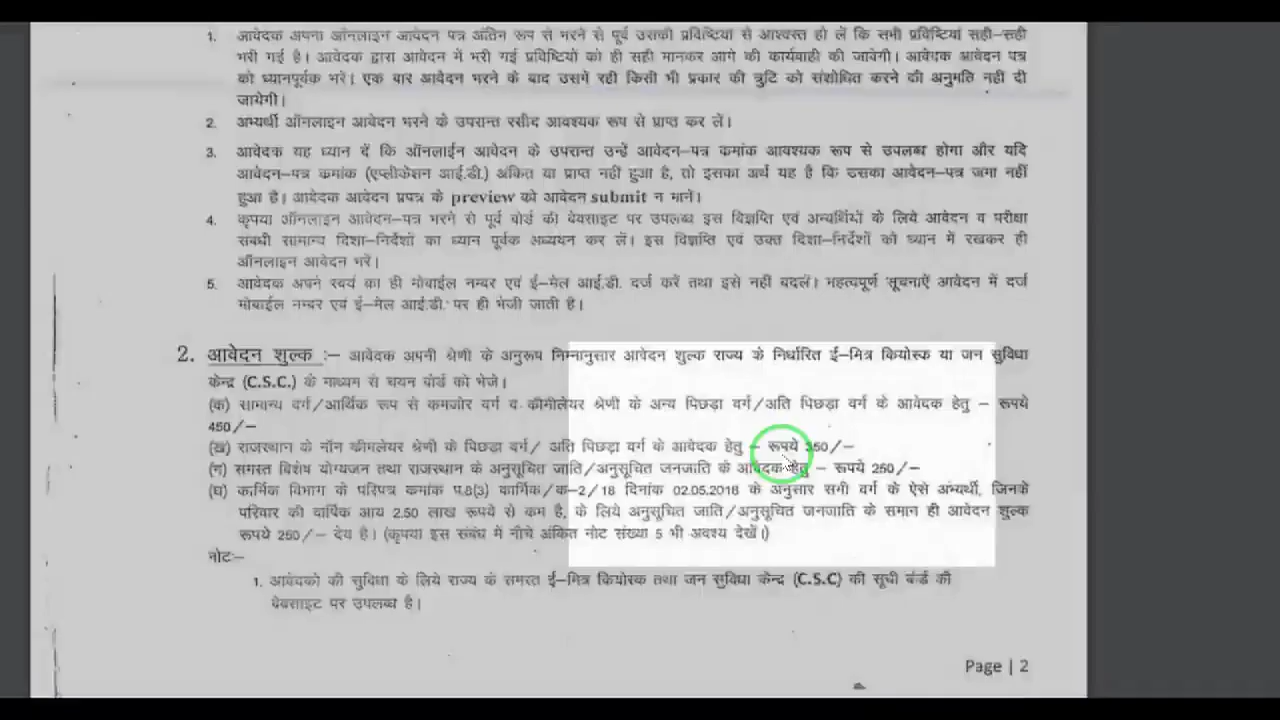 1. आवेदक अपना ऑनलाइन आवेदन पत्र अंतिम रूप से भरने से पूर्व उसकी प्रविष्टियों से आश्वस्त हो लें कि सभी प्रविष्टियां सही–सही
भरी गई है। आवेदक द्वारा आवेदन में भरी गई प्रविष्टियों को ही सही मानकर आगे की कार्यवाही की जावेगी। आवेदक आवेदन पत्र
को ध्यानपूर्वक भरें। एक बार आवेदन भरने के बाद उसमें रही किसी भी प्रकार की त्रुटि को संशोधित करने की अनुमति नहीं दी
जायेगी।
2. अभ्यर्थी ऑनलाइन आवेदन भरने के उपरान्त रसीद आवश्यक रूप से प्राप्त कर लें।
3. आवेदक यह ध्यान दें कि ऑनलाईन आवेदन के उपरान्त उन्हें आवेदन–पत्र कमांक आवश्यक रूप से उपलब्ध होगा और यदि
आवेदन–पत्र कमांक (एप्लीकेशन आई.डी.) अंकित या प्राप्त नहीं हुआ है, तो इसका अर्थ यह है कि उसका आवेदन–पत्र जमा नहीं
हुआ है। आवेदक आवेदन प्रपत्र के preview को आवेदन submit न मानें।
4. कृपया ऑनलाइन आवेदन–पत्र भरने से पूर्व बोर्ड की वेबसाइट पर उपलब्ध इस विज्ञप्ति एवं अभ्यर्थियों के लिये आवेदन व परीक्षा
संबंधी सामान्य दिशा–निर्देशों का ध्यान पूर्वक अध्ययन कर लें। इस विज्ञप्ति एवं उक्त दिशा–निर्देशों को ध्यान में रखकर ही
ऑनलाइन आवेदन भरें।
5. आवेदक अपने स्वयं का ही मोबाईल नम्बर एवं ई–मेल आई.डी. दर्ज करें तथा इसे नहीं बदलें। महत्वपूर्ण सूचनाऐं आवेदन में दर्ज
मोबाईल नम्बर एवं ई–मेल आई.डी. पर ही भेजी जाती है।
2. आवेदन शुल्क :– आवेदक अपनी श्रेणी के अनुरूप निम्नानुसार आवेदन शुल्क राज्य के निर्धारित ई–मित्र कियोस्क या जन सुविधा
केन्द्र (C.S.C.) के माध्यम से चयन बोर्ड को भेजे।
(क) सामान्य वर्ग/आर्थिक रूप से कमजोर वर्ग व कीमीलेयर श्रेणी के अन्य पिछड़ा वर्ग/अति पिछड़ा वर्ग के आवेदक हेतु – रूपये
450/–
(ख) राजस्थान के नॉन कीमलेयर श्रेणी के पिछड़ा वर्ग/ अति पिछड़ा वर्ग के आवेदक हेतु – रूपये 350/–
(ग) समस्त विशेष योग्यजन तथा राजस्थान के अनुसूचित जाति/अनुसूचित जनजाति के आवेदक हेतु – रूपये 250/–
(घ) कार्मिक विभाग के परिपत्र कमांक प.8(3) कार्मिक/क–2/18 दिनांक 02.05.2018 के अनुसार सभी वर्ग के ऐसे अभ्यर्थी, जिनके
परिवार की वार्षिक आय 2.50 लाख रूपये से कम है, के लिये अनुसूचित जाति/अनुसूचित जनजाति के समान ही आवेदन शुल्क
रूपये 250/– देय है। (कृपया इस संबंध में नीचे अंकित नोट संख्या 5 भी अवश्य देखें।)
नोट:–
1. आवेदको की सुविधा के लिये राज्य के समस्त ई–मित्र कियोस्क तथा जन सुविधा केन्द्र (C.S.C) की सूची बोर्ड की
वेबसाइट पर उपलब्ध है।
Page | 2